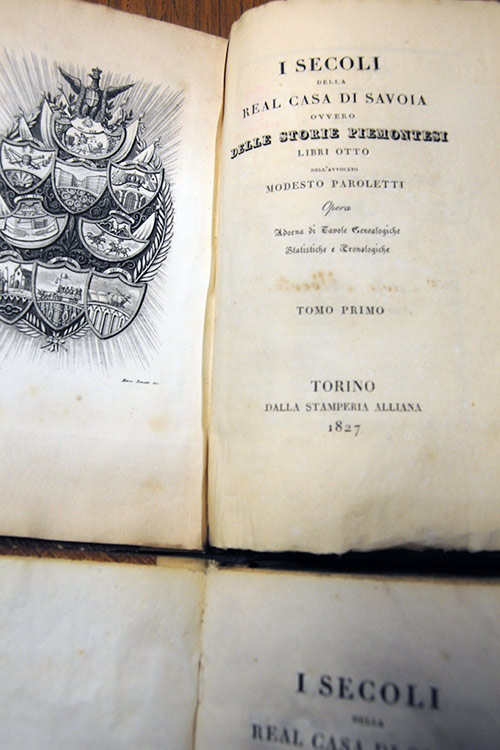 I SECOLI
DELLA
REAL CASA DI SAVOIA
OVVERO
DELLE STORIE PIEMONTESI
LIBRI OTTO
DELL'AVVOCATO
MODESTO PAROLETTI
Opera
Adorna di Tavole Genealogiche
Statistiche e Cronologiche
TOMO PRIMO
TORINO
DALLA STAMPERIA ALLIANA
1827
I SECOLI
DELLA
REAL CASA DI